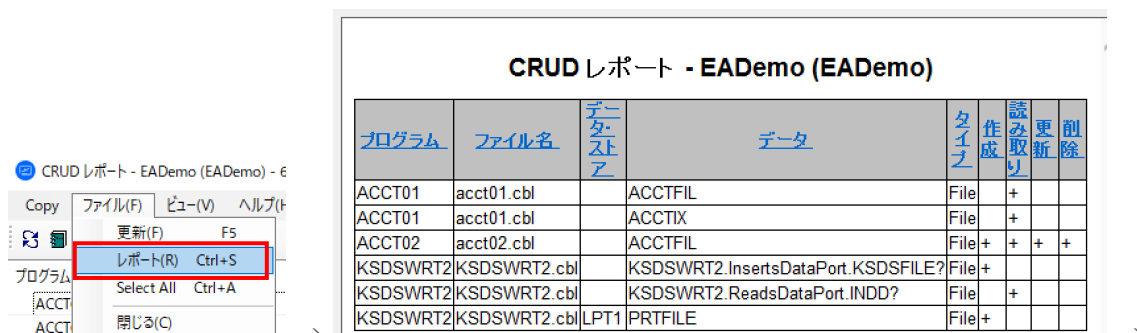 CRUD レポート - EADemo (EADemo) - 6
Copy ファイル(F) ビュー(V) ヘルプ(H
更新(F) F5
レポート(R) Ctrl+S
プログラム
Select All Ctrl+A
ACCT
閉じる(C)
ACCT
CRUD レポート - EADemo (EADemo)
プログラム ファイル名 データ・ストア データ タイプ 作成 読み取り 更新 削除
ACCT01 acct01.cbl ACCTFIL File +
ACCT01 acct01.cbl ACCTIX File +
ACCT02 acct02.cbl ACCTFIL File + + + +
KSDSWRT2 KSDSWRT2.cbl KSDSWRT2.InsertsDataPort.KSDSFILE? File +
KSDSWRT2 KSDSWRT2.cbl KSDSWRT2.ReadsDataPort.INDD? File +
KSDSWRT2 KSDSWRT2.cbl LPT1 PRTFILE File +